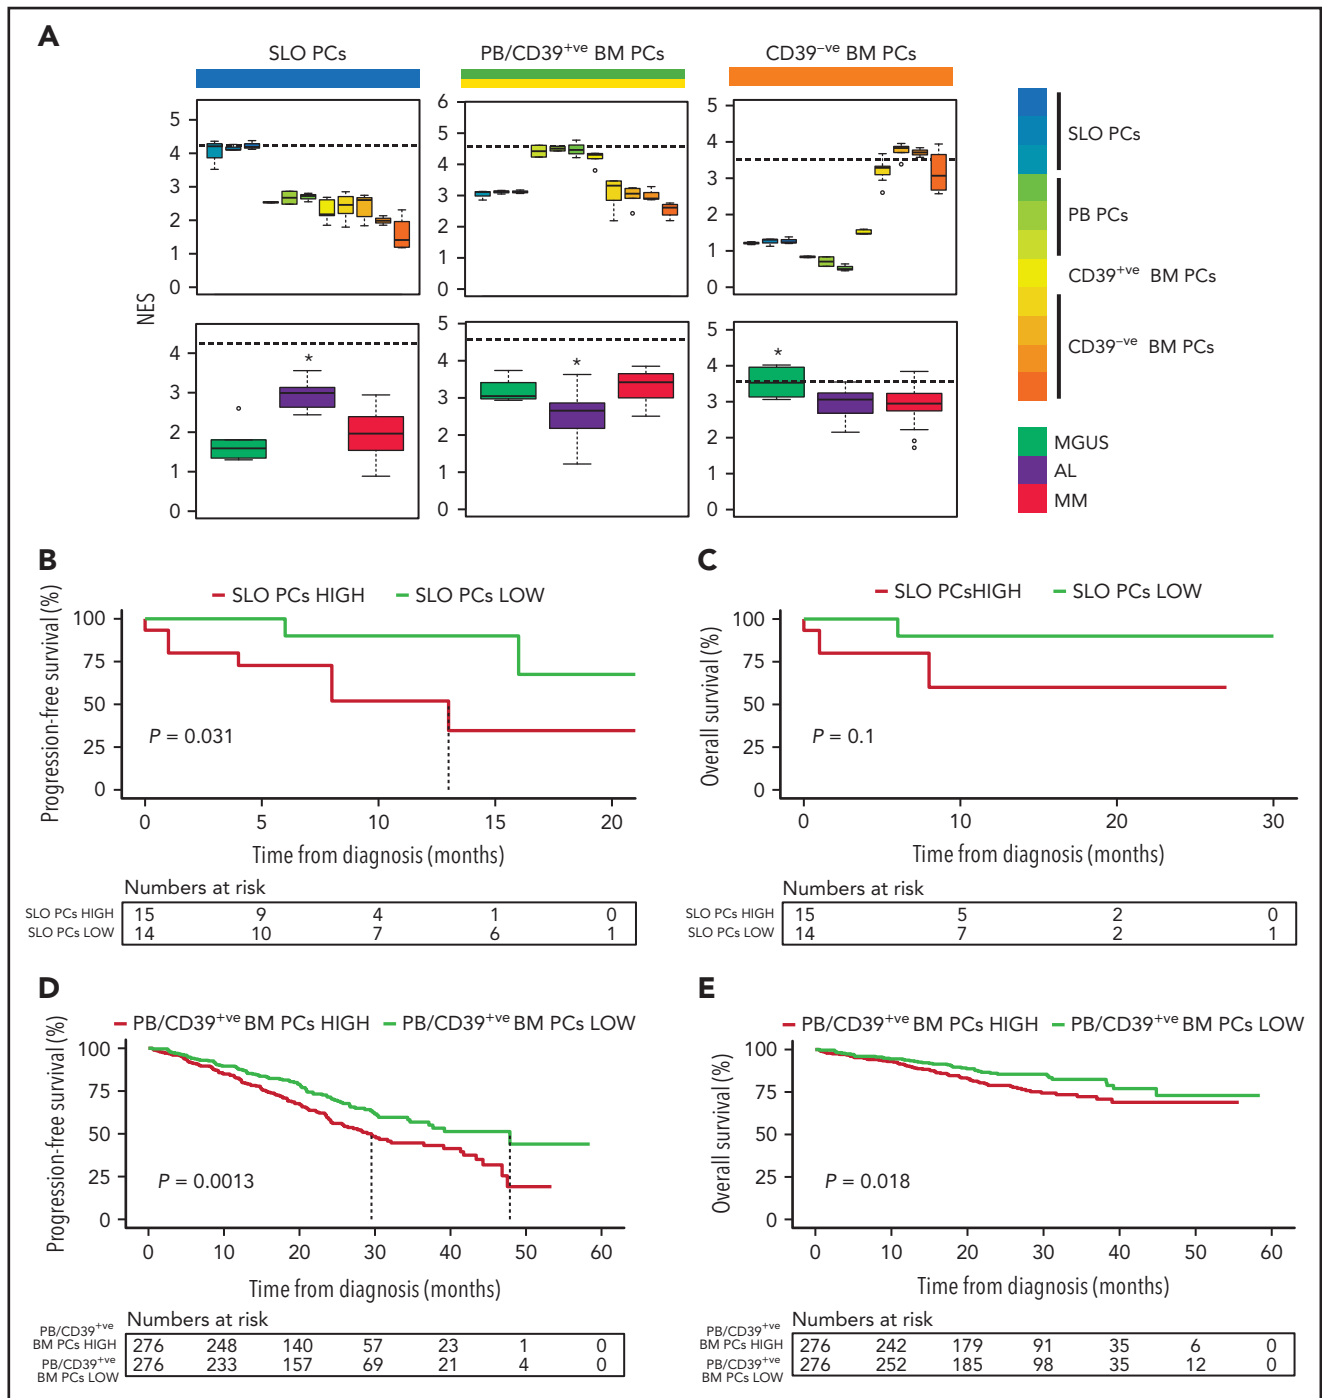 A
SLO PCs
PB/CD39+ve BM PCs
CD39–ve BM PCs
NES
5
4
3
2
1
0
6
5
4
3
2
1
0
5
4
3
2
1
0
SLO PCs
PB PCs
CD39+ve BM PCs
CD39–ve BM PCs
4
3
2
1
0
*
5
4
3
2
1
0
*
5
4
3
2
1
0
*
MGUS
AL
MM
B
SLO PCs HIGH SLO PCs LOW
Progression-free survival (%)
100
75
50
25
0
P = 0.031
0 5 10 15 20
Time from diagnosis (months)
Numbers at risk
SLO PCs HIGH 15 9 4 1 0
SLO PCs LOW 14 10 7 6 1
C
SLO PCsHIGH SLO PCs LOW
Overall survival (%)
100
75
50
25
0
P = 0.1
0 10 20 30
Time from diagnosis (months)
Numbers at risk
SLO PCs HIGH 15 5 2 0
SLO PCs LOW 14 7 2 1
D
PB/CD39+ve BM PCs HIGH PB/CD39+ve BM PCs LOW
Progression-free survival (%)
100
75
50
25
0
P = 0.0013
0 10 20 30 40 50 60
Time from diagnosis (months)
Numbers at risk
PB/CD39+ve
BM PCs HIGH 276 248 140 57 23 1 0
PB/CD39+ve
BM PCs LOW 276 233 157 69 21 4 0
E
PB/CD39+ve BM PCs HIGH PB/CD39+ve BM PCs LOW
Overall survival (%)
100
75
50
25
0
P = 0.018
0 10 20 30 40 50 60
Time from diagnosis (months)
Numbers at risk
PB/CD39+ve
BM PCs HIGH 276 242 179 91 35 6 0
PB/CD39+ve
BM PCs LOW 276 252 185 98 35 12 0